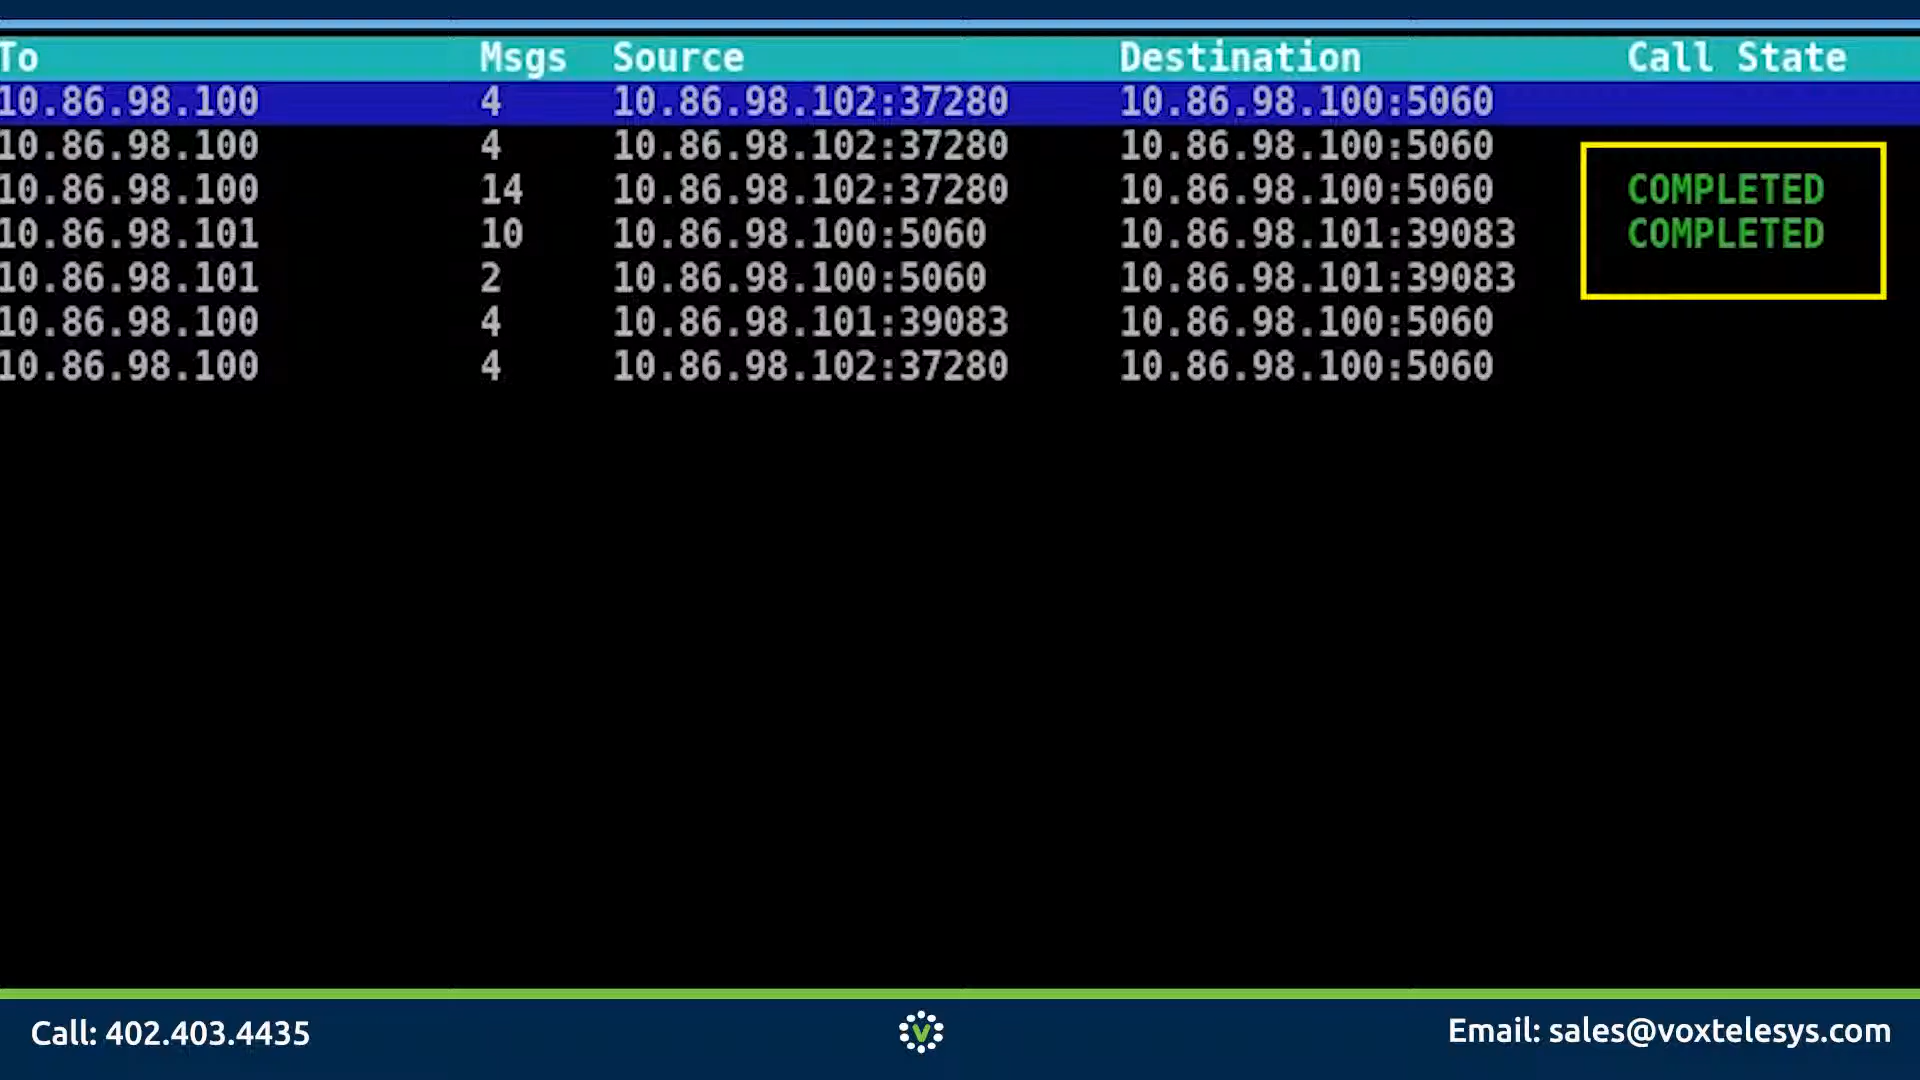 To Msgs Source Destination Call State
10.86.98.100 4 10.86.98.102:37280 10.86.98.100:5060
10.86.98.100 4 10.86.98.102:37280 10.86.98.100:5060
10.86.98.100 14 10.86.98.102:37280 10.86.98.100:5060 COMPLETED
10.86.98.101 10 10.86.98.100:5060 10.86.98.101:39083 COMPLETED
10.86.98.101 2 10.86.98.100:5060 10.86.98.101:39083
10.86.98.100 4 10.86.98.101:39083 10.86.98.100:5060
10.86.98.100 4 10.86.98.102:37280 10.86.98.100:5060
Call: 402.403.4435 V Email: sales@voxtelesys.com